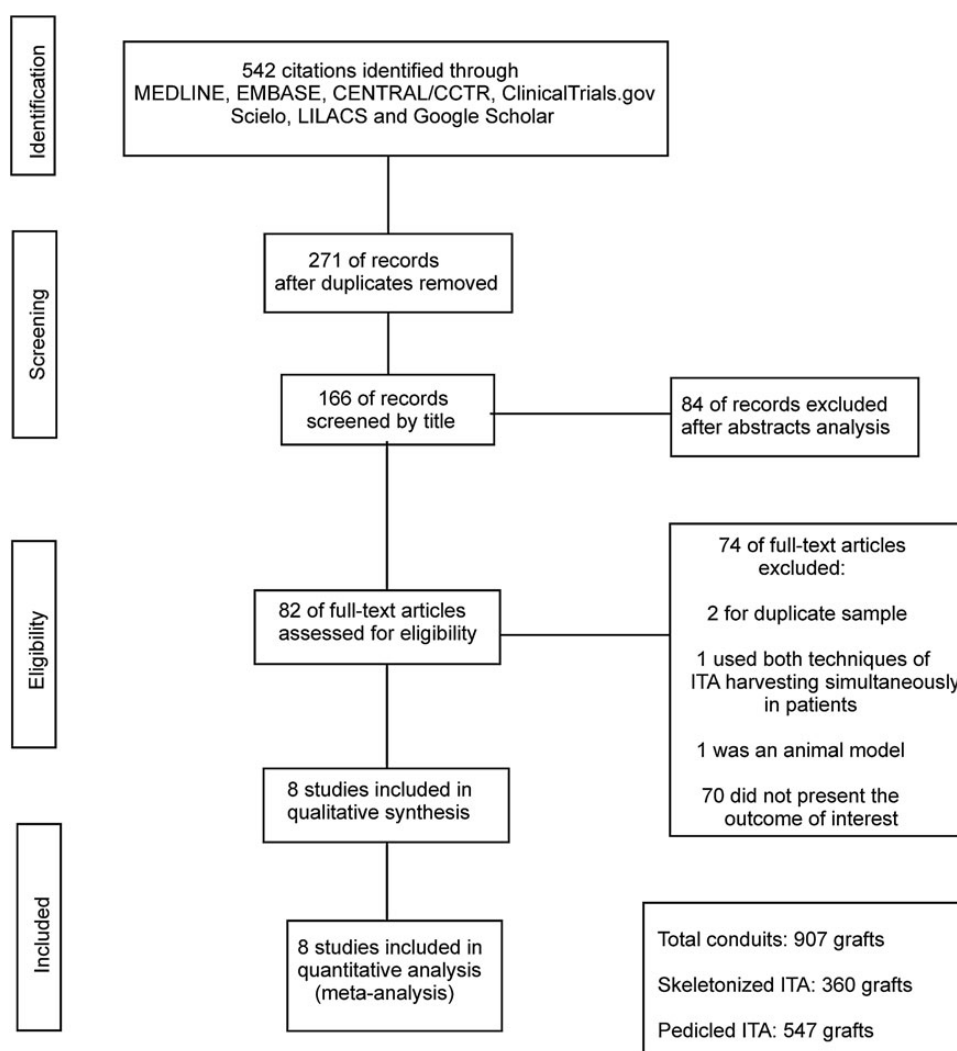 Identification
542 citations identified through
MEDLINE, EMBASE, CENTRAL/CCTR, ClinicalTrials.gov
Scielo, LILACS and Google Scholar
Screening
271 of records
after duplicates removed
166 of records
screened by title
84 of records excluded
after abstracts analysis
Eligibility
82 of full-text articles
assessed for eligibility
74 of full-text articles
excluded:
2 for duplicate sample
1 used both techniques of
ITA harvesting simultaneously
in patients
1 was an animal model
70 did not present the
outcome of interest
8 studies included in
qualitative synthesis
Included
8 studies included in
quantitative analysis
(meta-analysis)
Total conduits: 907 grafts
Skeletonized ITA: 360 grafts
Pedicled ITA: 547 grafts